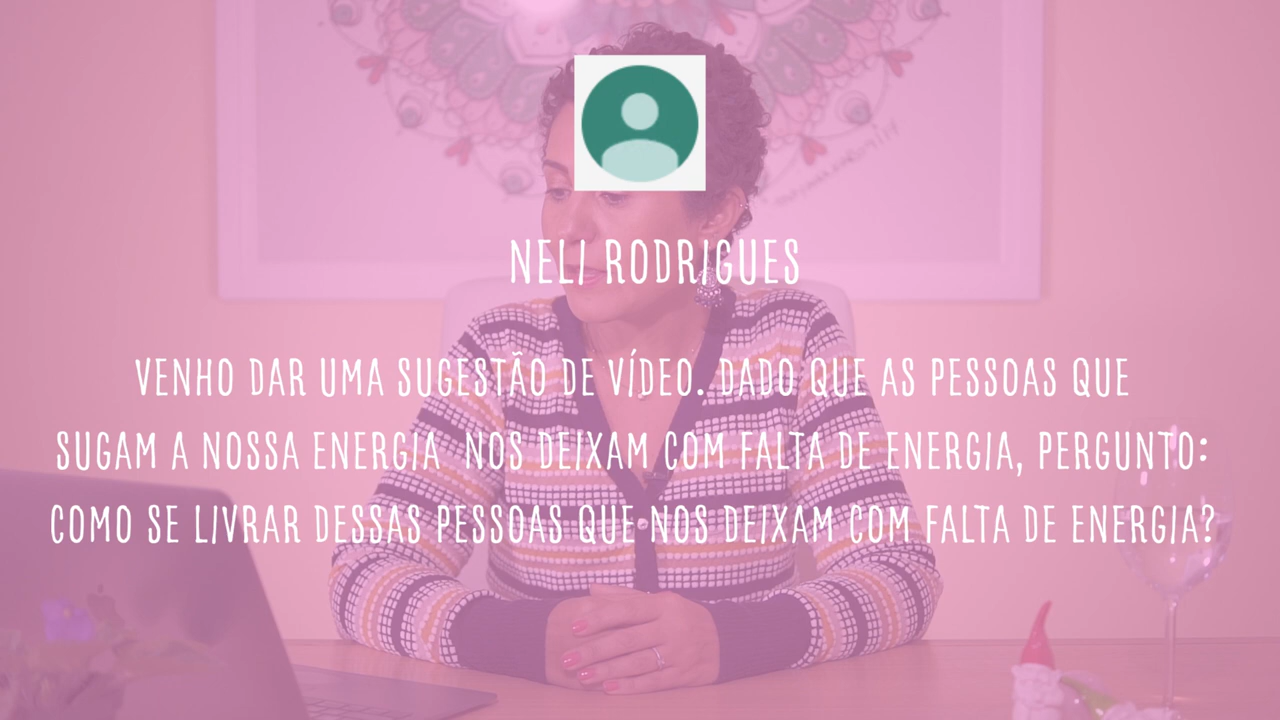 NELI RODRIGUES
VENHO DAR UMA SUGESTÃO DE VÍDEO. DADO QUE AS PESSOAS QUE
SUGAM A NOSSA ENERGIA NOS DEIXAM COM FALTA DE ENERGIA, PERGUNTO:
COMO SE LIVRAR DESSAS PESSOAS QUE NOS DEIXAM COM FALTA DE ENERGIA?